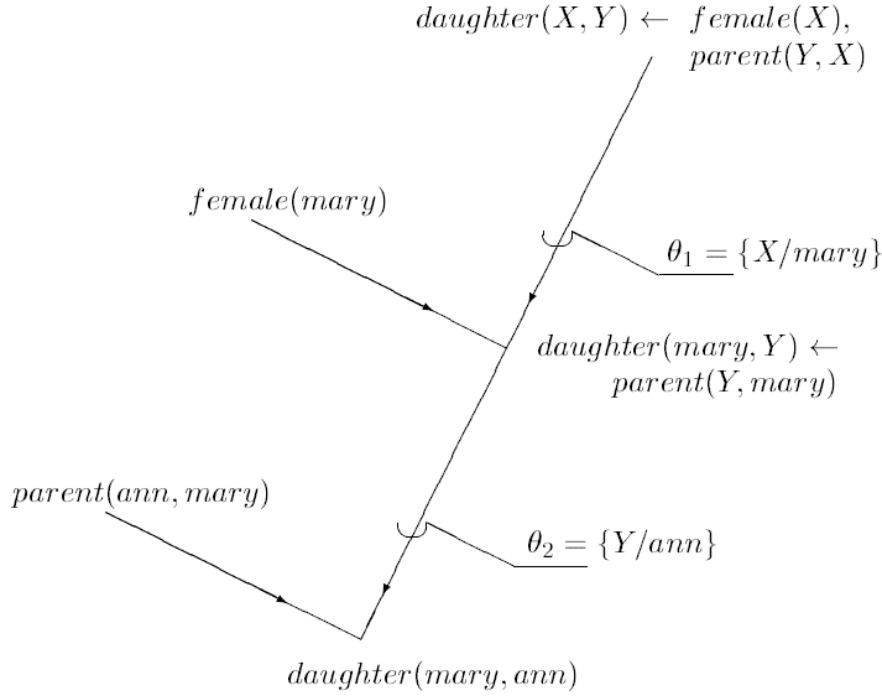 daughter(X, Y) ← female(X),
parent(Y, X)
female(mary)
θ₁ = {X/mary}
daughter(mary, Y) ←
parent(Y, mary)
parent(ann, mary)
θ₂ = {Y/ann}
daughter(mary, ann)